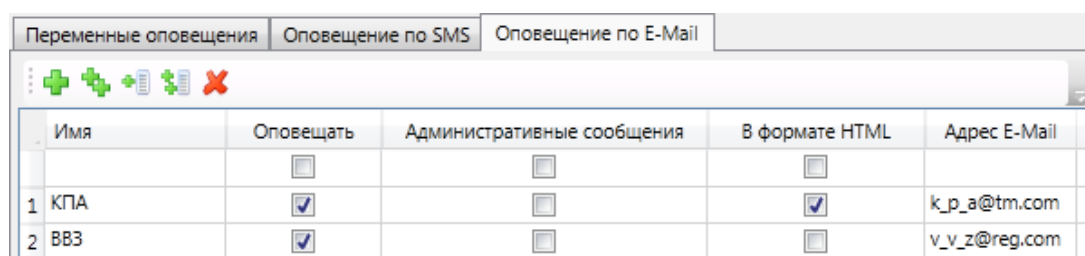 Переменные оповещения Оповещение по SMS Оповещение по E-Mail
Имя Оповещать Административные сообщения В формате HTML Адрес E-Mail
1 КПА k_p_a@tm.com
2 ВВЗ v_v_z@reg.com